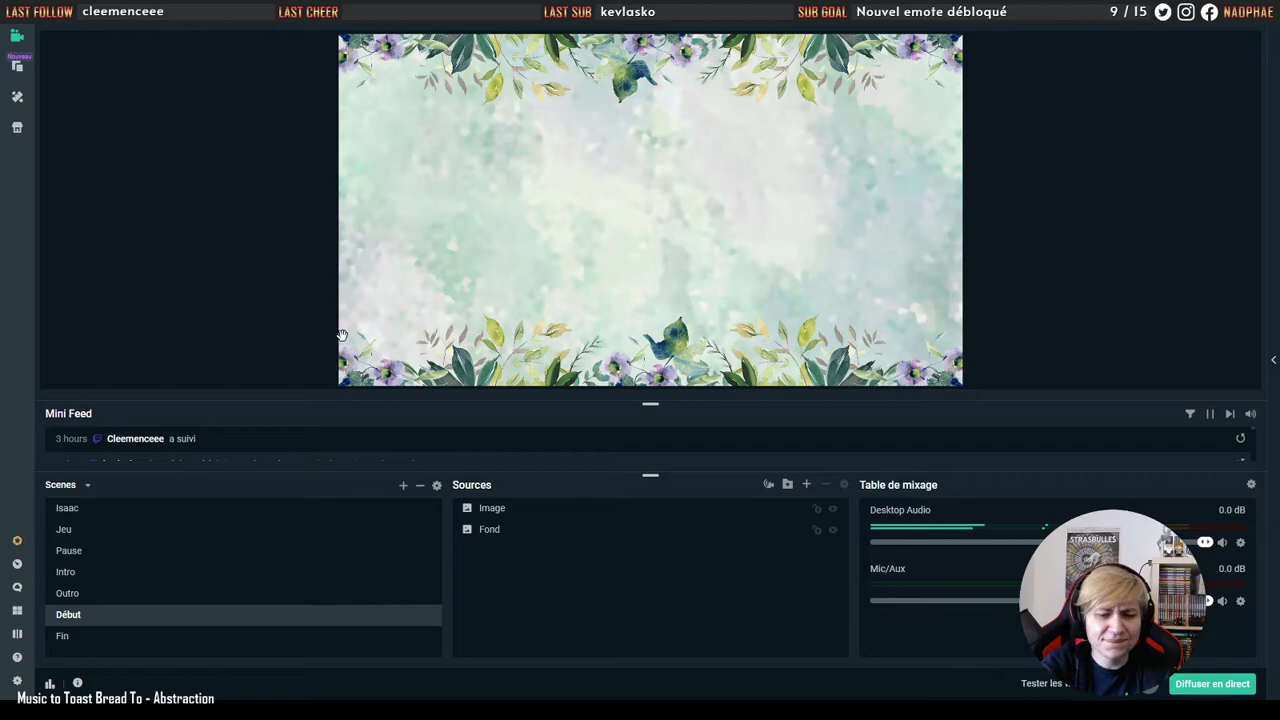 LAST FOLLOW cleemenceee LAST CHEER LAST SUB kevlasko SUB GOAL Nouvel emote débloqué 9 / 15 NAOPHAE
Nouveau
Mini Feed
3 hours Cleemenceee a suivi
Scenes
Isaac
Jeu
Pause
Intro
Outro
Début
Fin
Sources
Image
Fond
Table de mixage
Desktop Audio 0.0 dB
Mic/Aux 0.0 dB
STRASBULLES
Tester les
Diffuser en direct
Music to Toast Bread To - Abstraction